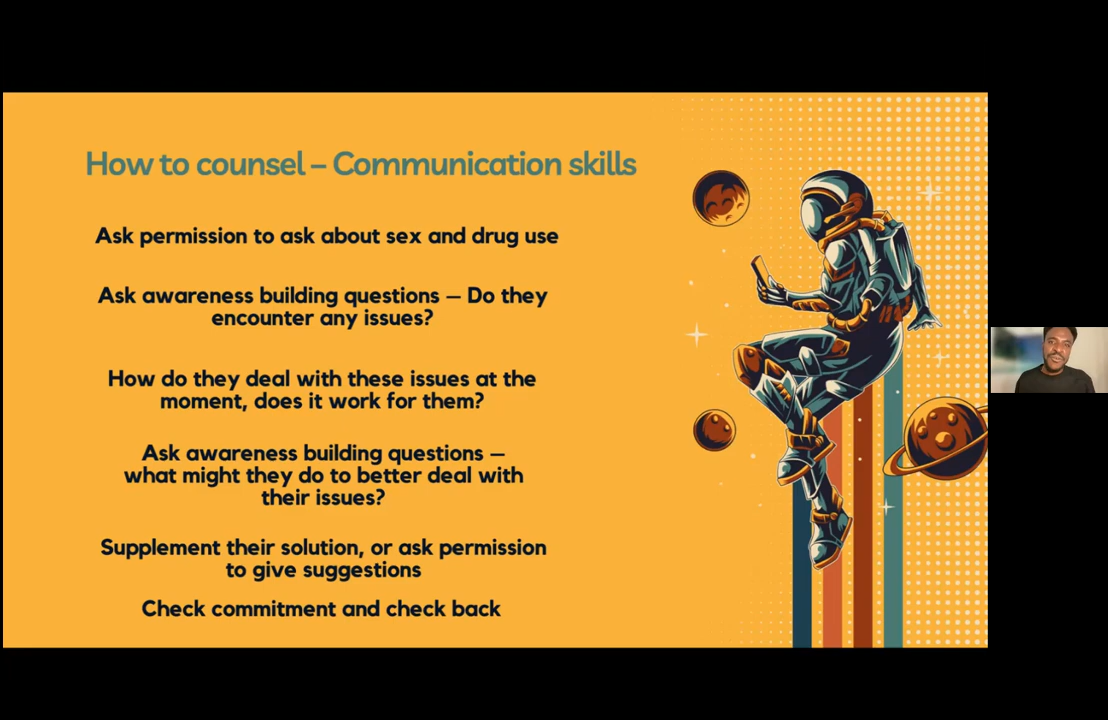 How to counsel – Communication skills
Ask permission to ask about sex and drug use
Ask awareness building questions – Do they
encounter any issues?
How do they deal with these issues at the
moment, does it work for them?
Ask awareness building questions –
what might they do to better deal with
their issues?
Supplement their solution, or ask permission
to give suggestions
Check commitment and check back